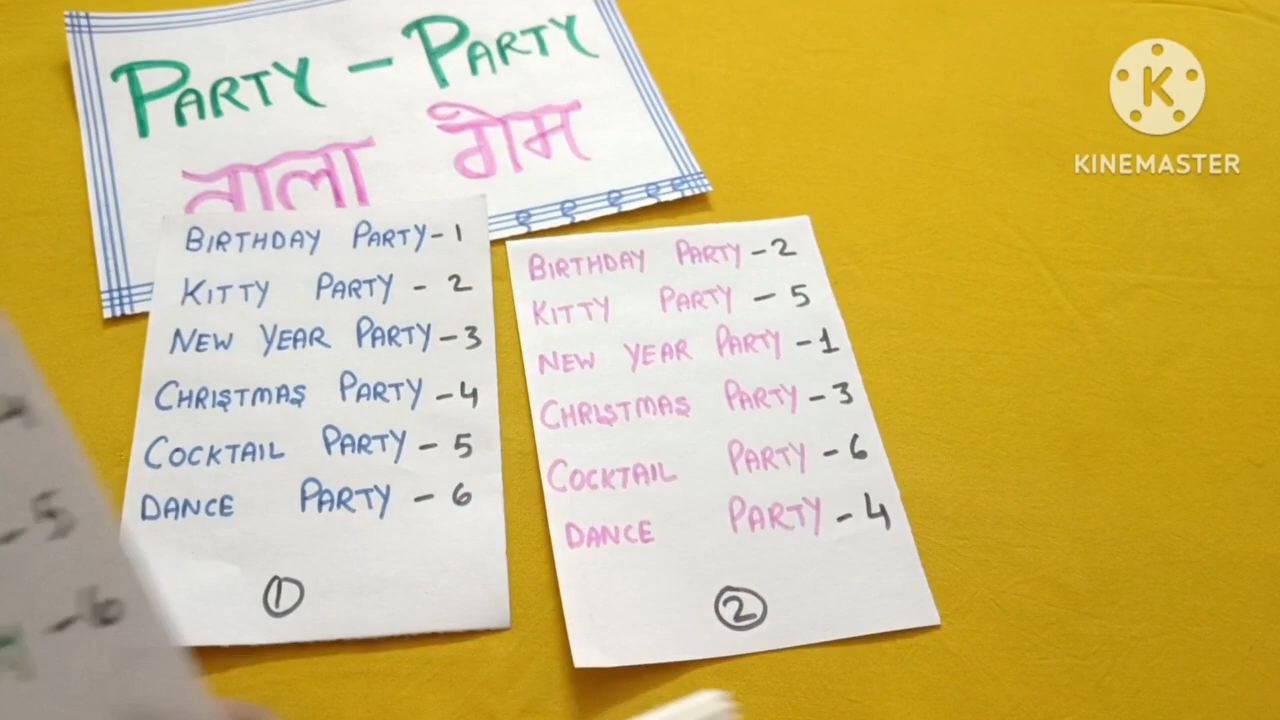 PARTY - PARTY
वाला गेम
BIRTHDAY PARTY - 1
KITTY PARTY - 2
NEW YEAR PARTY - 3
CHRISTMAS PARTY - 4
COCKTAIL PARTY - 5
DANCE PARTY - 6
1
BIRTHDAY PARTY - 2
KITTY PARTY - 5
NEW YEAR PARTY - 1
CHRISTMAS PARTY - 3
COCKTAIL PARTY - 6
DANCE PARTY - 4
2
- 5
- 6
K
KINEMASTER